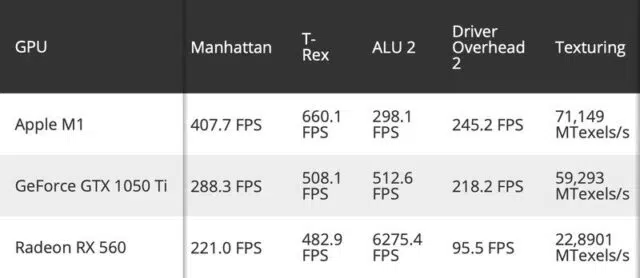 GPU Manhattan T- Rex ALU 2 Driver Overhead 2 Texturing
Apple M1 407.7 FPS 660.1 FPS 298.1 FPS 245.2 FPS 71,149 MTexels/s
GeForce GTX 1050 Ti 288.3 FPS 508.1 FPS 512.6 FPS 218.2 FPS 59,293 MTexels/s
Radeon RX 560 221.0 FPS 482.9 FPS 6275.4 FPS 95.5 FPS 22,8901 MTexels/s